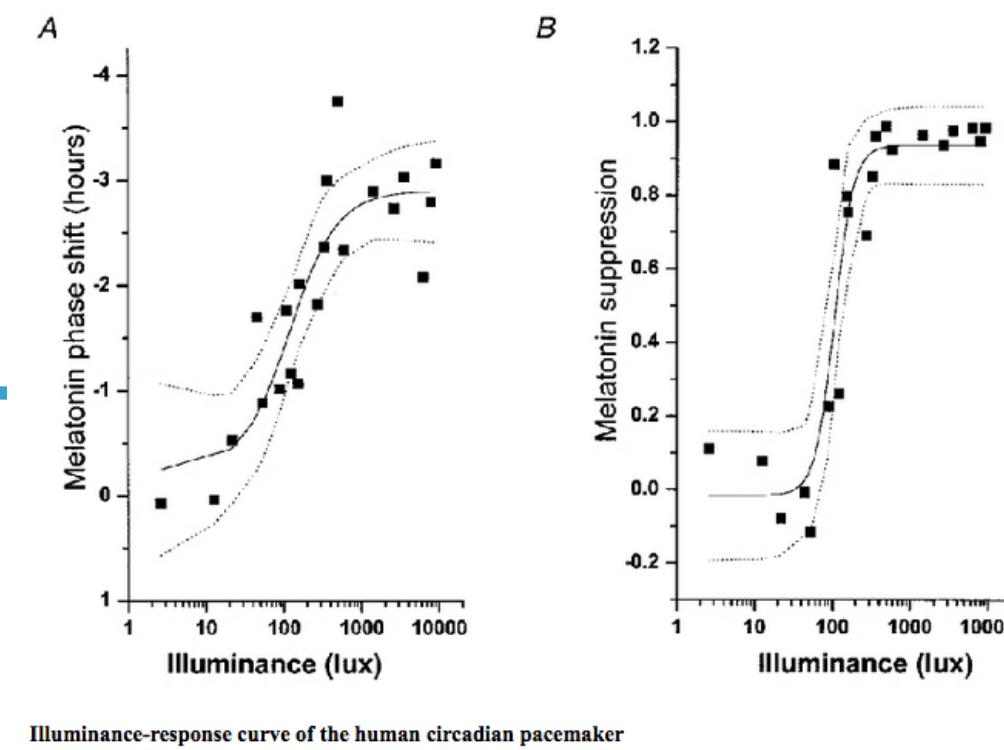 A
B
Melatonin phase shift (hours)
-4
-3
-2
-1
0
1
1 10 100 1000 10000
Illuminance (lux)
Melatonin suppression
1.2
1.0
0.8
0.6
0.4
0.2
0.0
-0.2
1 10 100 1000 1000
Illuminance (lux)
Illuminance-response curve of the human circadian pacemaker